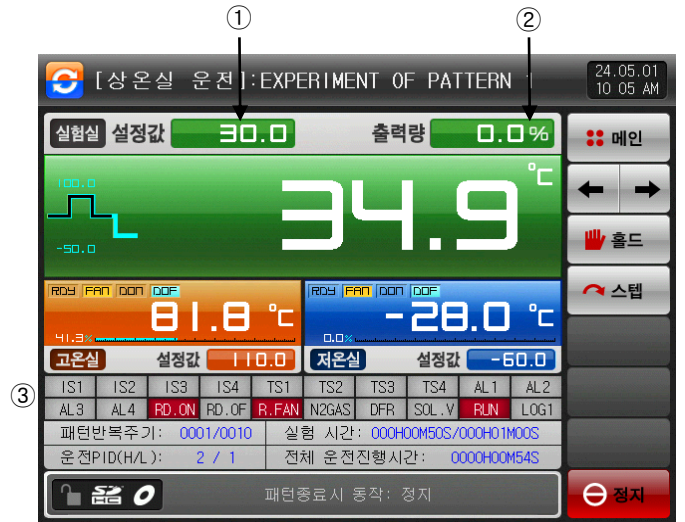 ① ②
[상온실 운전]:EXPERIMENT OF PATTERN 1
24.05.01
10 05 AM
실험실 설정값 30.0 출력량 0.0%
메인
100.0
-50.0
34.9 ℃
홀드
스텝
RDY FAN DON DOF
81.8 ℃
41.3%
고온실 설정값 110.0
RDY FAN DON DOF
-28.0 ℃
0.0%
저온실 설정값 -60.0
③
IS1 IS2 IS3 IS4 TS1 TS2 TS3 TS4 AL1 AL2
AL3 AL4 RD.ON RD.OF R.FAN N2GAS DFR SOL.V RUN LOG1
패턴반복주기: 0001/0010 실험 시간: 000H00M50S/000H01M00S
운전PID(H/L): 2 / 1 전체 운전진행시간: 0000H00M54S
패턴종료시 동작: 정지
정지